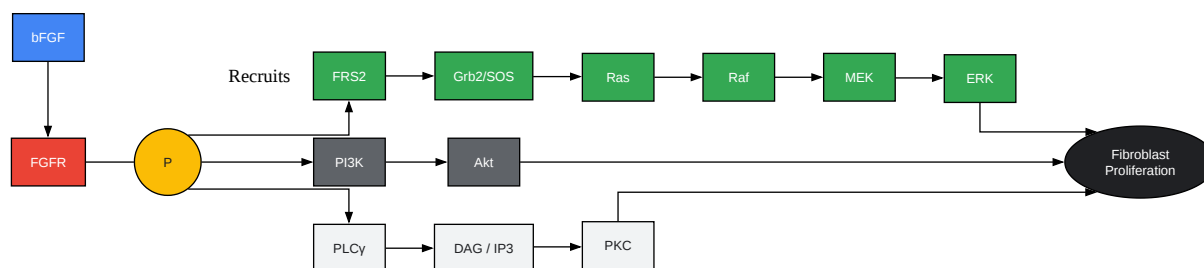 bFGF
Recruits
FRS2
Grb2/SOS
Ras
Raf
MEK
ERK
FGFR
P
PI3K
Akt
Fibroblast
Proliferation
PLCγ
DAG / IP3
PKC